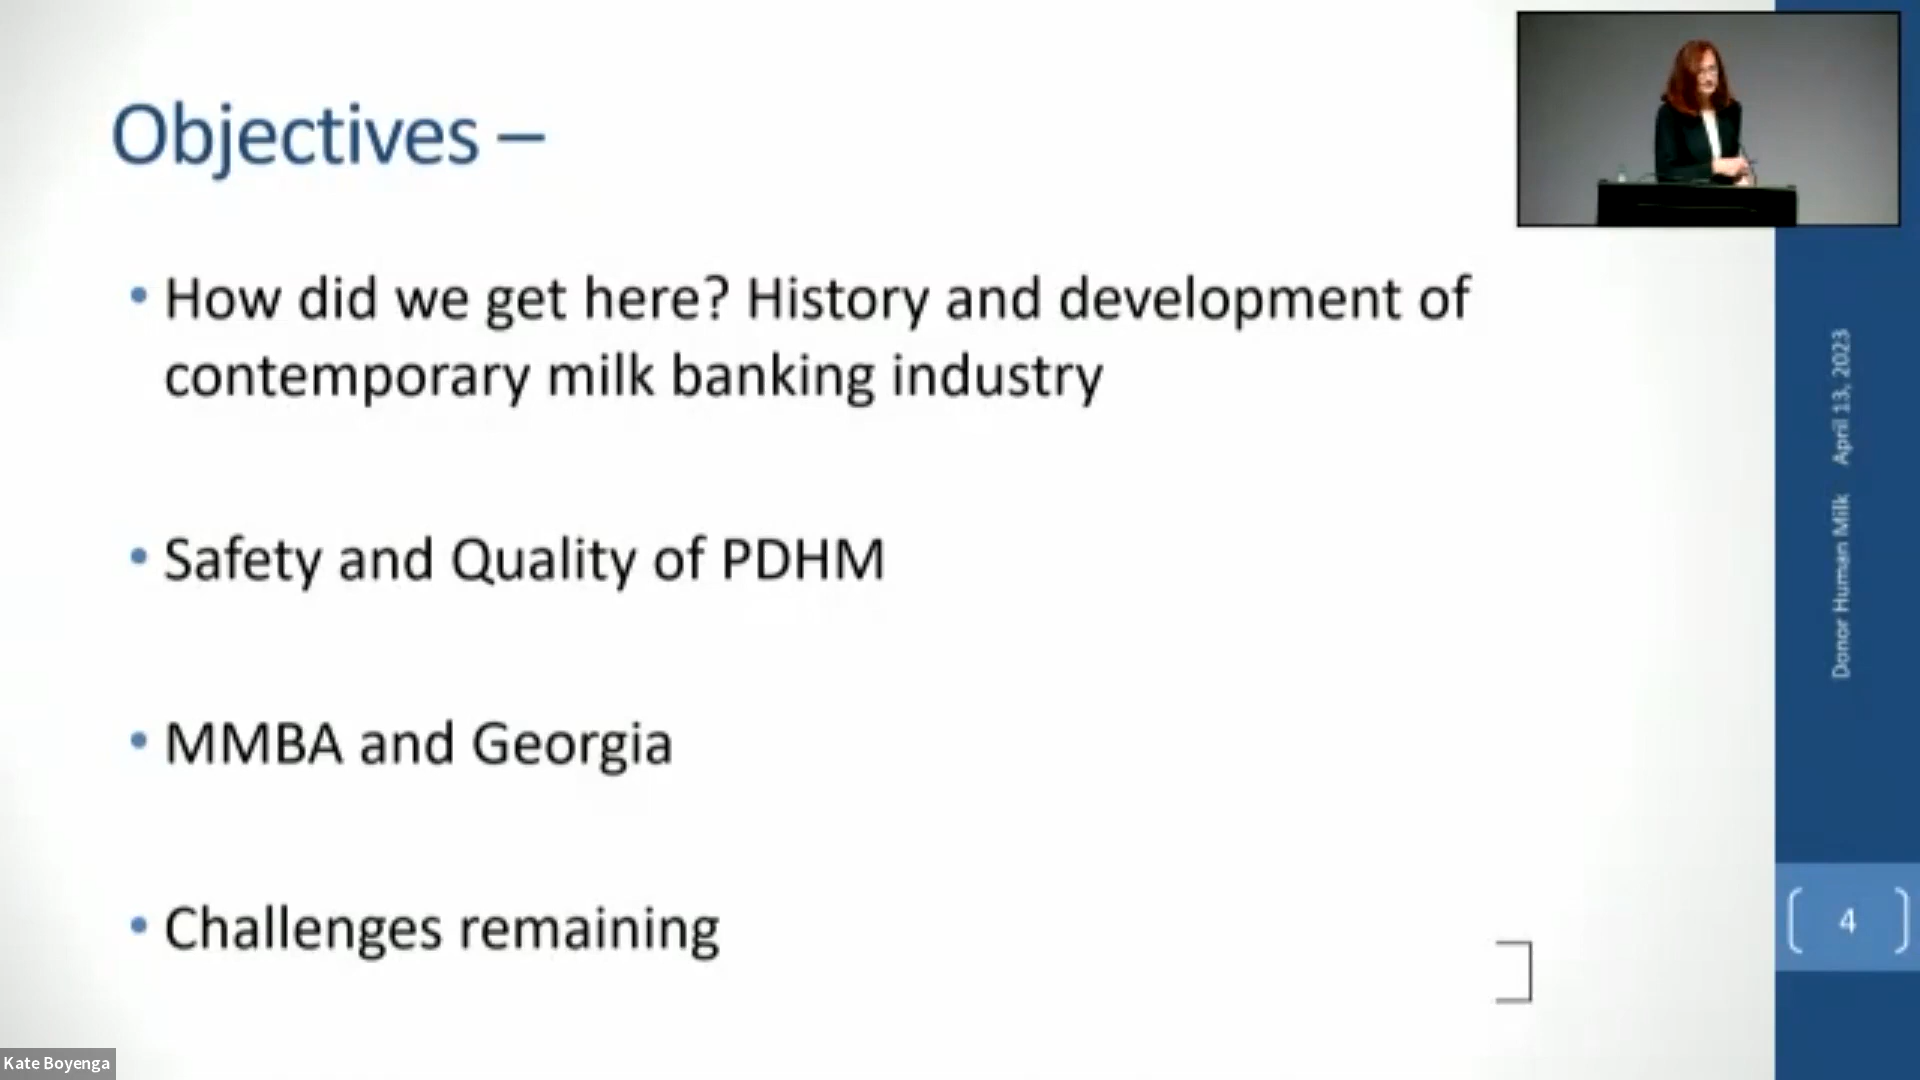 Objectives –
• How did we get here? History and development of
contemporary milk banking industry
• Safety and Quality of PDHM
• MMBA and Georgia
• Challenges remaining
Donor Human Milk April 13, 2023
4
Kate Boyenga